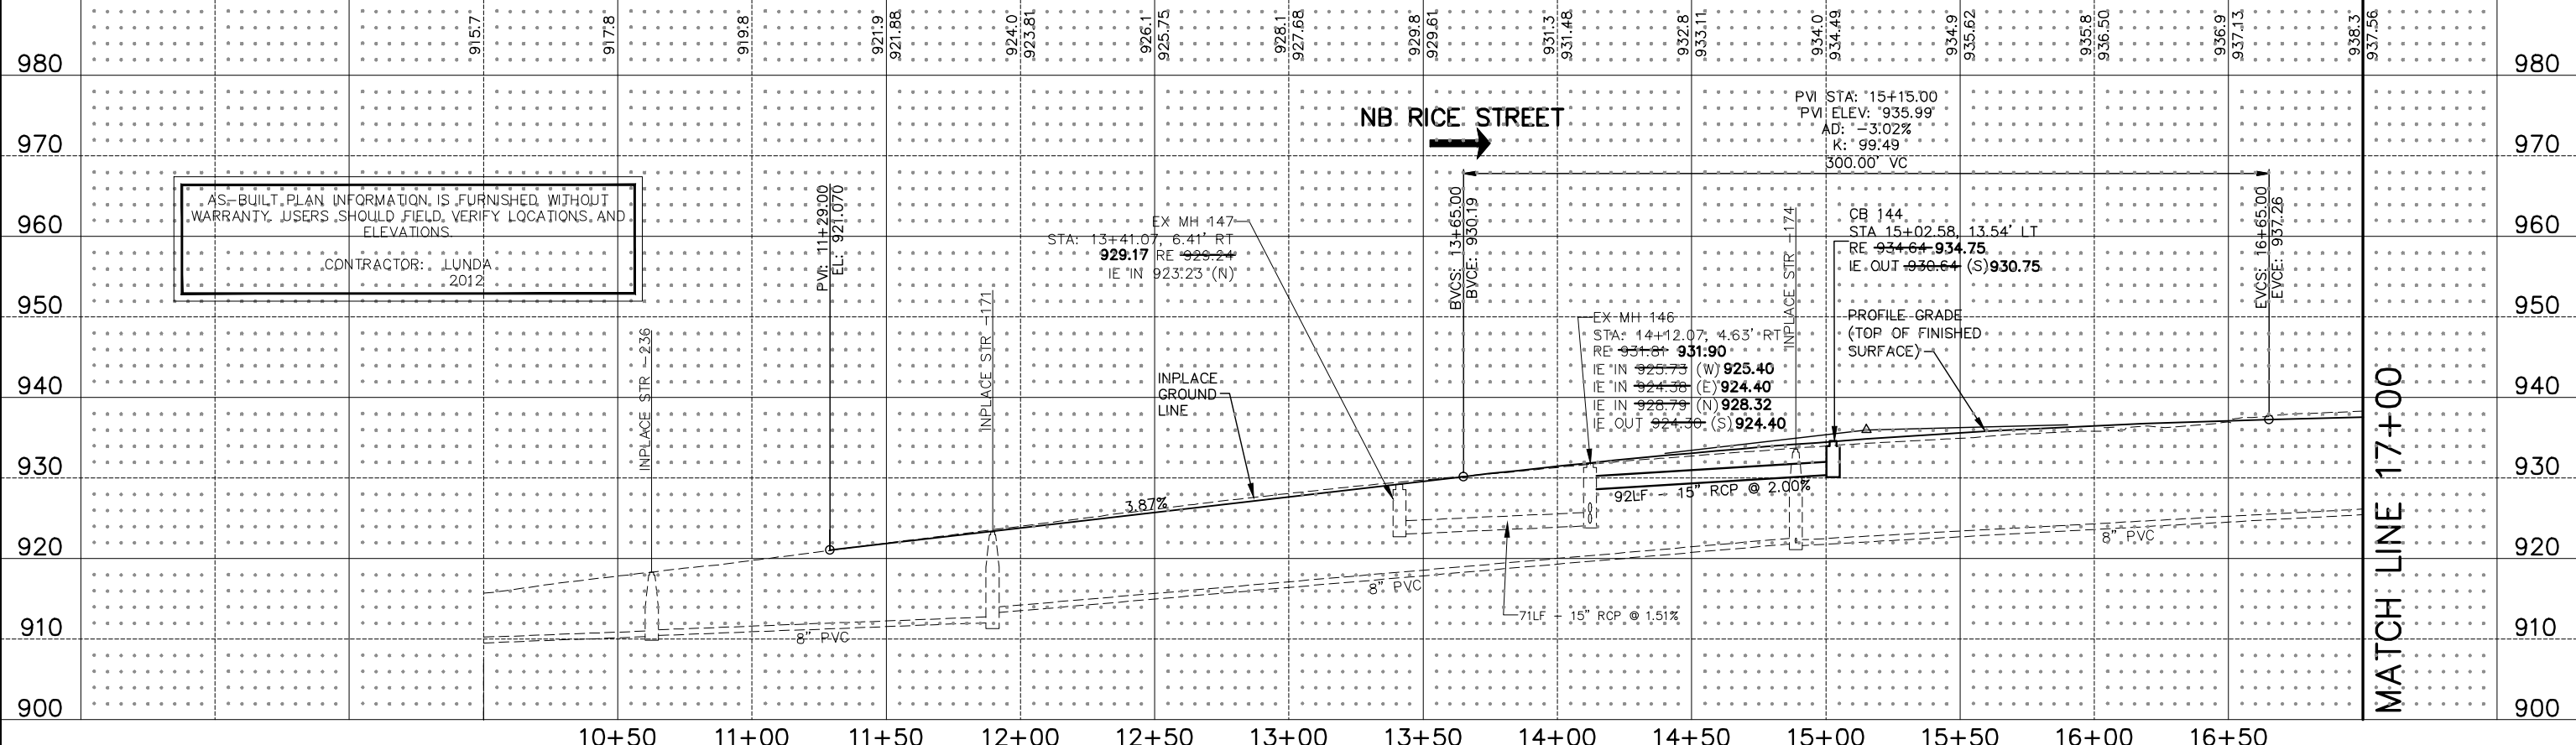 915.7
917.8
919.8
921.9
921.88
924.0
923.81
926.1
925.75
928.1
927.68
929.8
929.61
931.3
931.48
932.8
933.11
934.0
934.49
934.9
935.62
935.8
936.50
936.9
937.13
938.3
937.56
980
980
970
970
960
960
950
950
940
940
930
930
920
920
910
910
900
900
NB RICE STREET
PVI STA: 15+15.00
PVI ELEV: 935.99
AD: -3.02%
K: 99.49
300.00' VC
AS-BUILT PLAN INFORMATION IS FURNISHED WITHOUT
WARRANTY. USERS SHOULD FIELD VERIFY LOCATIONS AND
ELEVATIONS.
CONTRACTOR: LUNDA
2012
INPLACE STR -236
PVI: 11+29.00
EL: 921.070
INPLACE STR -171
EX MH 147
STA: 13+41.07, 6.41' RT
929.17 RE 929.24
IE IN 923.23 (N)
INPLACE
GROUND
LINE
3.87%
BVCS: 13+65.00
BVCE: 930.19
EX MH 146
STA: 14+12.07, 4.63' RT
RE 931.81 931.90
IE IN 925.73 (W) 925.40
IE IN 924.38 (E) 924.40
IE IN 928.79 (N) 928.32
IE OUT 924.30 (S) 924.40
INPLACE STR -174
CB 144
STA 15+02.58, 13.54' LT
RE 934.64 934.75
IE OUT 930.64 (S) 930.75
PROFILE GRADE
(TOP OF FINISHED
SURFACE)
EVCS: 16+65.00
EVCE: 937.26
92LF - 15" RCP @ 2.00%
71LF - 15" RCP @ 1.51%
8" PVC
8" PVC
8" PVC
MATCH LINE 17+00
10+50
11+00
11+50
12+00
12+50
13+00
13+50
14+00
14+50
15+00
15+50
16+00
16+50